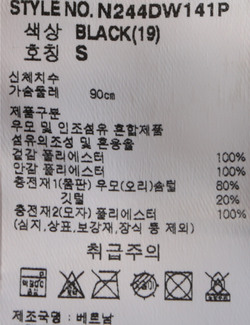 STYLE NO. N244DW141P
색상 BLACK(19)
호칭 S
신체치수
가슴둘레 90㎝
제품구분
우모 및 인조섬유 혼합제품
섬유의조성 및 혼용율
겉감 폴리에스터 100%
안감 폴리에스터 100%
충전재1(몸판) 우모(오리)솜털 80%
깃털 20%
충전재2(모자) 폴리에스터 100%
(심지,상표,보강재,장식 등 제외)
취급주의
제조국명 : 베트남